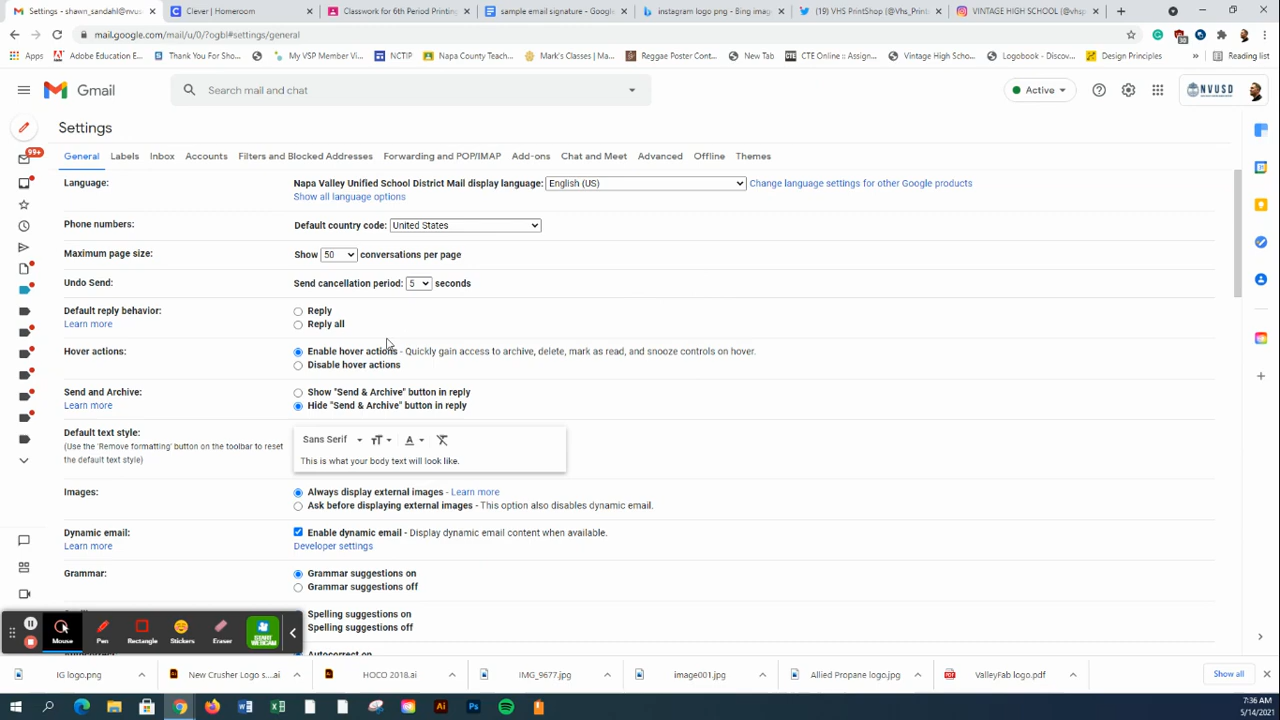 Settings - shawn_sandahl@nvus
Clever | Homeroom
Classwork for 6th Period Printing
sample email signature - Google
instagram logo png - Bing image
(19) VHS PrintShop (@Vhs_Printsh
VINTAGE HIGH SCHOOL (@vhsp
mail.google.com/mail/u/0/?ogbl#settings/general
Apps
Adobe Education E...
Thank You For Sho...
My VSP Member Vi...
NCTIP
Napa County Teach...
Mark's Classes | Ma...
Reggae Poster Cont...
New Tab
CTE Online :: Assig...
Vintage High Scho...
Logobook - Discov...
Design Principles
»
Reading list
Gmail
Search mail and chat
Active
NVUSD
Settings
99+
General
Labels
Inbox
Accounts
Filters and Blocked Addresses
Forwarding and POP/IMAP
Add-ons
Chat and Meet
Advanced
Offline
Themes
Language:
Napa Valley Unified School District Mail display language: English (US) Change language settings for other Google products
Show all language options
Phone numbers:
Default country code: United States
Maximum page size:
Show 50 conversations per page
Undo Send:
Send cancellation period: 5 seconds
Default reply behavior:
Learn more
Reply
Reply all
Hover actions:
Enable hover actions - Quickly gain access to archive, delete, mark as read, and snooze controls on hover.
Disable hover actions
Send and Archive:
Learn more
Show "Send & Archive" button in reply
Hide "Send & Archive" button in reply
Default text style:
(Use the 'Remove formatting' button on the toolbar to reset
the default text style)
Sans Serif
This is what your body text will look like.
Images:
Always display external images - Learn more
Ask before displaying external images - This option also disables dynamic email.
Dynamic email:
Learn more
Enable dynamic email - Display dynamic email content when available.
Developer settings
Grammar:
Grammar suggestions on
Grammar suggestions off
Spelling suggestions on
Spelling suggestions off
Autocorrect on
Mouse
Pen
Rectangle
Stickers
Eraser
START
WEBCAM
IG logo.png
New Crusher Logo s....ai
HOCO 2018.ai
IMG_9677.jpg
image001.jpg
Allied Propane logo.jpg
ValleyFab logo.pdf
Show all
7:36 AM
5/14/2021